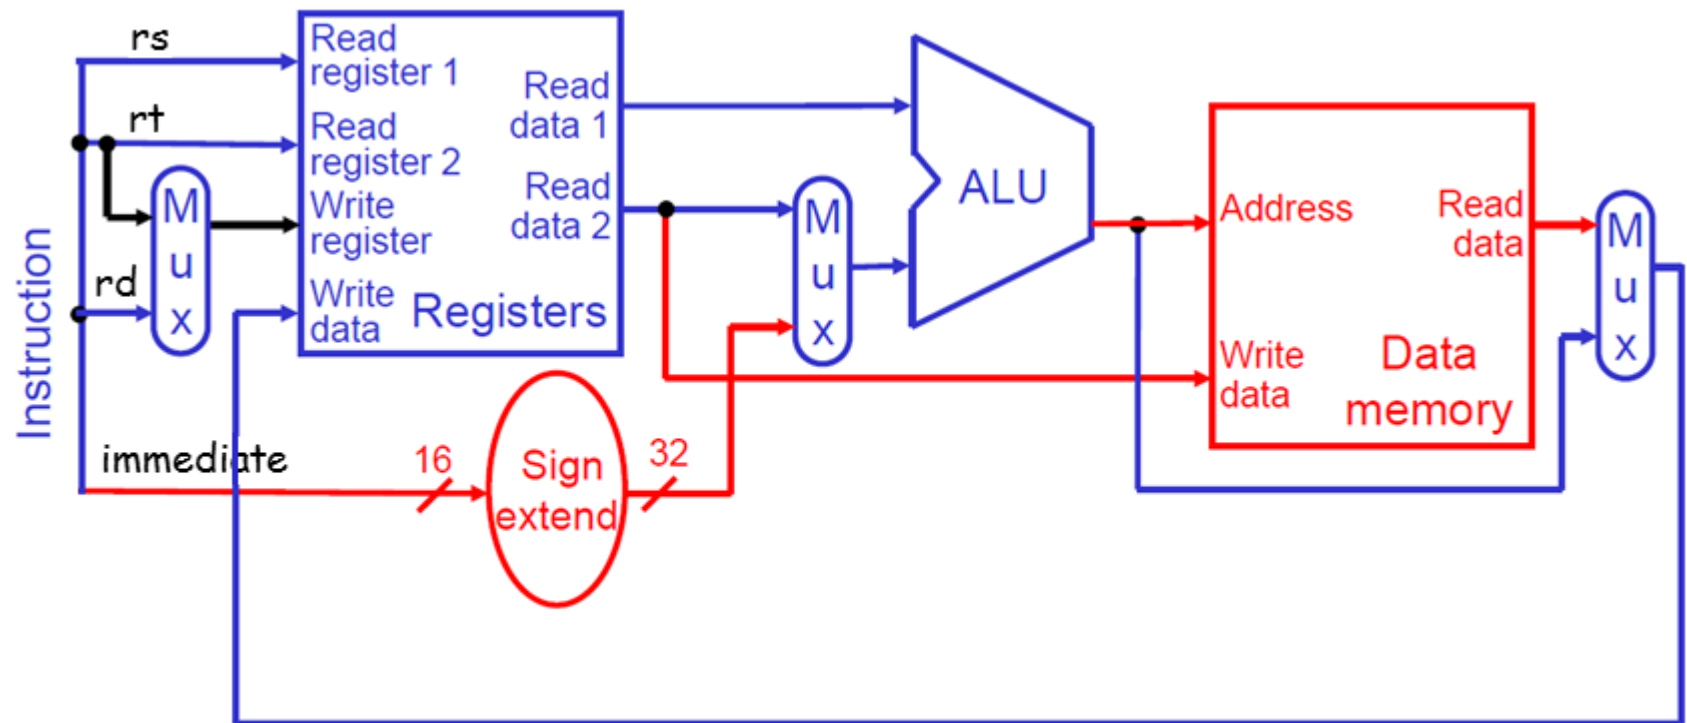 rs
Read
register 1
rt
Read
register 2
Write
register
rd
Write
data
Registers
Read
data 1
Read
data 2
M
u
x
M
u
x
ALU
Address
Read
data
Write
data
Data
memory
M
u
x
Instruction
immediate
16
Sign
extend
32